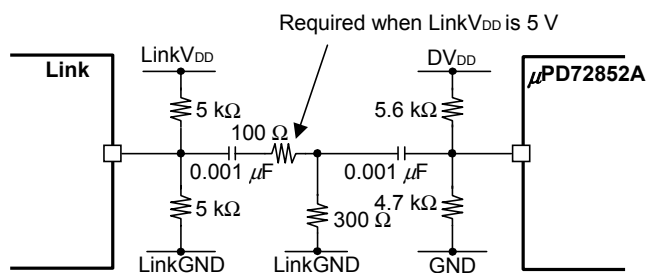 Required when LinkVDD is 5 V
LinkVDD
DVDD
Link
μPD72852A
5 kΩ
5.6 kΩ
100 Ω
0.001 μF
0.001 μF
5 kΩ
300 Ω
4.7 kΩ
LinkGND
LinkGND
GND